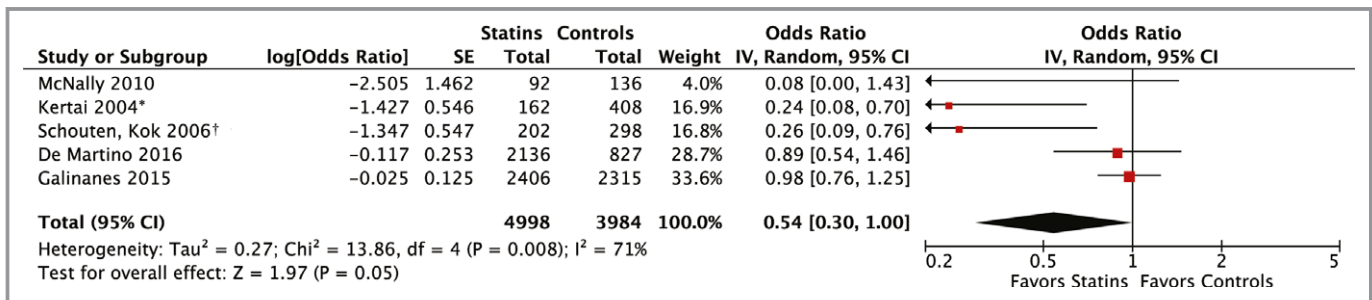 Statins Controls Odds Ratio Odds Ratio
Study or Subgroup log[Odds Ratio] SE Total Total Weight IV, Random, 95% CI IV, Random, 95% CI
McNally 2010 −2.505 1.462 92 136 4.0% 0.08 [0.00, 1.43]
Kertai 2004* −1.427 0.546 162 408 16.9% 0.24 [0.08, 0.70]
Schouten, Kok 2006† −1.347 0.547 202 298 16.8% 0.26 [0.09, 0.76]
De Martino 2016 −0.117 0.253 2136 827 28.7% 0.89 [0.54, 1.46]
Galinanes 2015 −0.025 0.125 2406 2315 33.6% 0.98 [0.76, 1.25]
Total (95% CI) 4998 3984 100.0% 0.54 [0.30, 1.00]
Heterogeneity: Tau² = 0.27; Chi² = 13.86, df = 4 (P = 0.008); I² = 71%
Test for overall effect: Z = 1.97 (P = 0.05)
0.2 0.5 1 2 5
Favors Statins Favors Controls